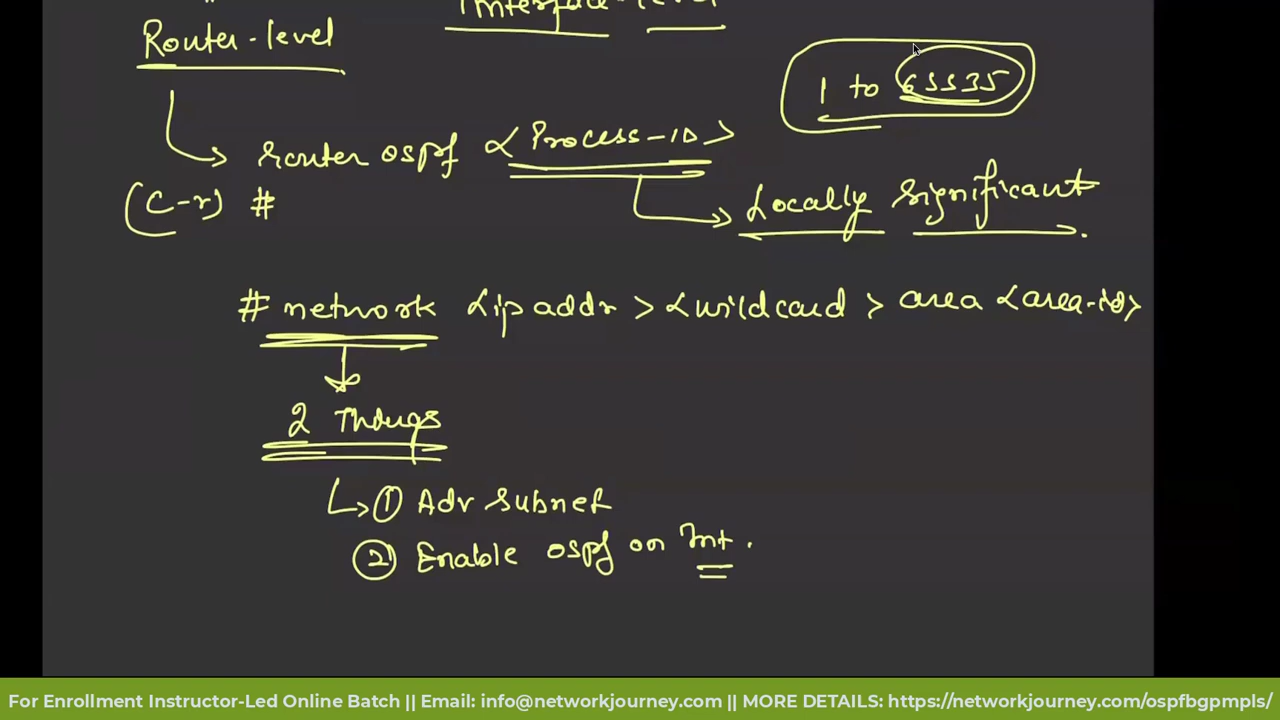 Interface-level
Router-level
1 to 65535
router ospf <Process-ID>
(C-r) #
Locally significant.
# network <ip addr> <wildcard> area <area-id>
2 Things
① Adv subnet
② Enable ospf on Int.
For Enrollment Instructor-Led Online Batch || Email: info@networkjourney.com || MORE DETAILS: https://networkjourney.com/ospfbgpmpls/